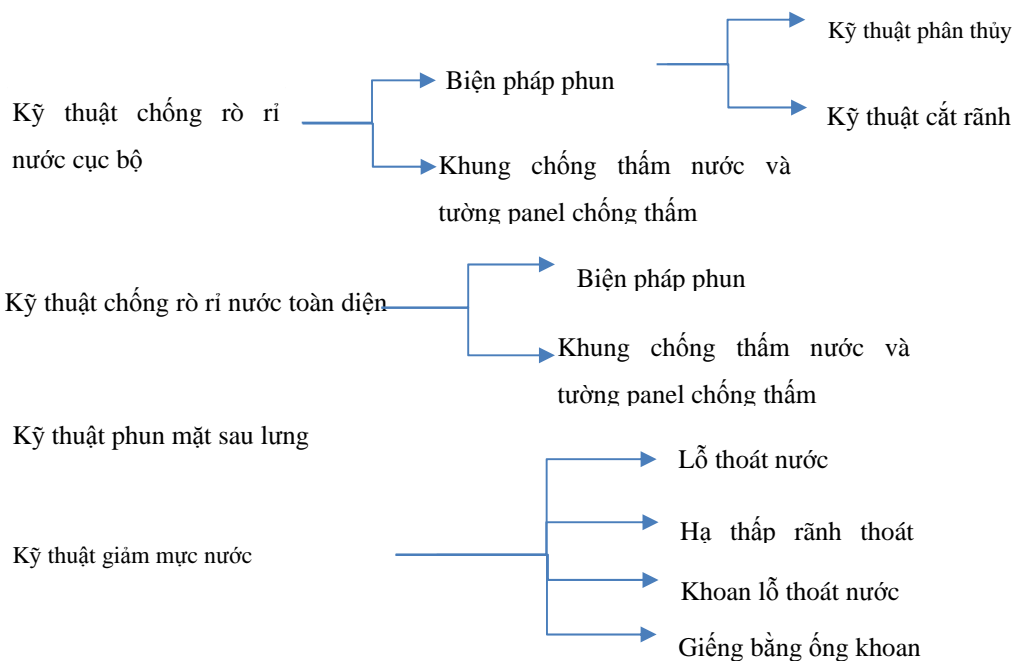 Kỹ thuật phân thủy
Biện pháp phun
Kỹ thuật chống rò rỉ
nước cục bộ
Kỹ thuật cắt rãnh
Khung chống thấm nước và
tường panel chống thấm
Biện pháp phun
Kỹ thuật chống rò rỉ nước toàn diện
Khung chống thấm nước và
tường panel chống thấm
Kỹ thuật phun mặt sau lưng
Lỗ thoát nước
Hạ thấp rãnh thoát
Kỹ thuật giảm mực nước
Khoan lỗ thoát nước
Giếng bằng ống khoan